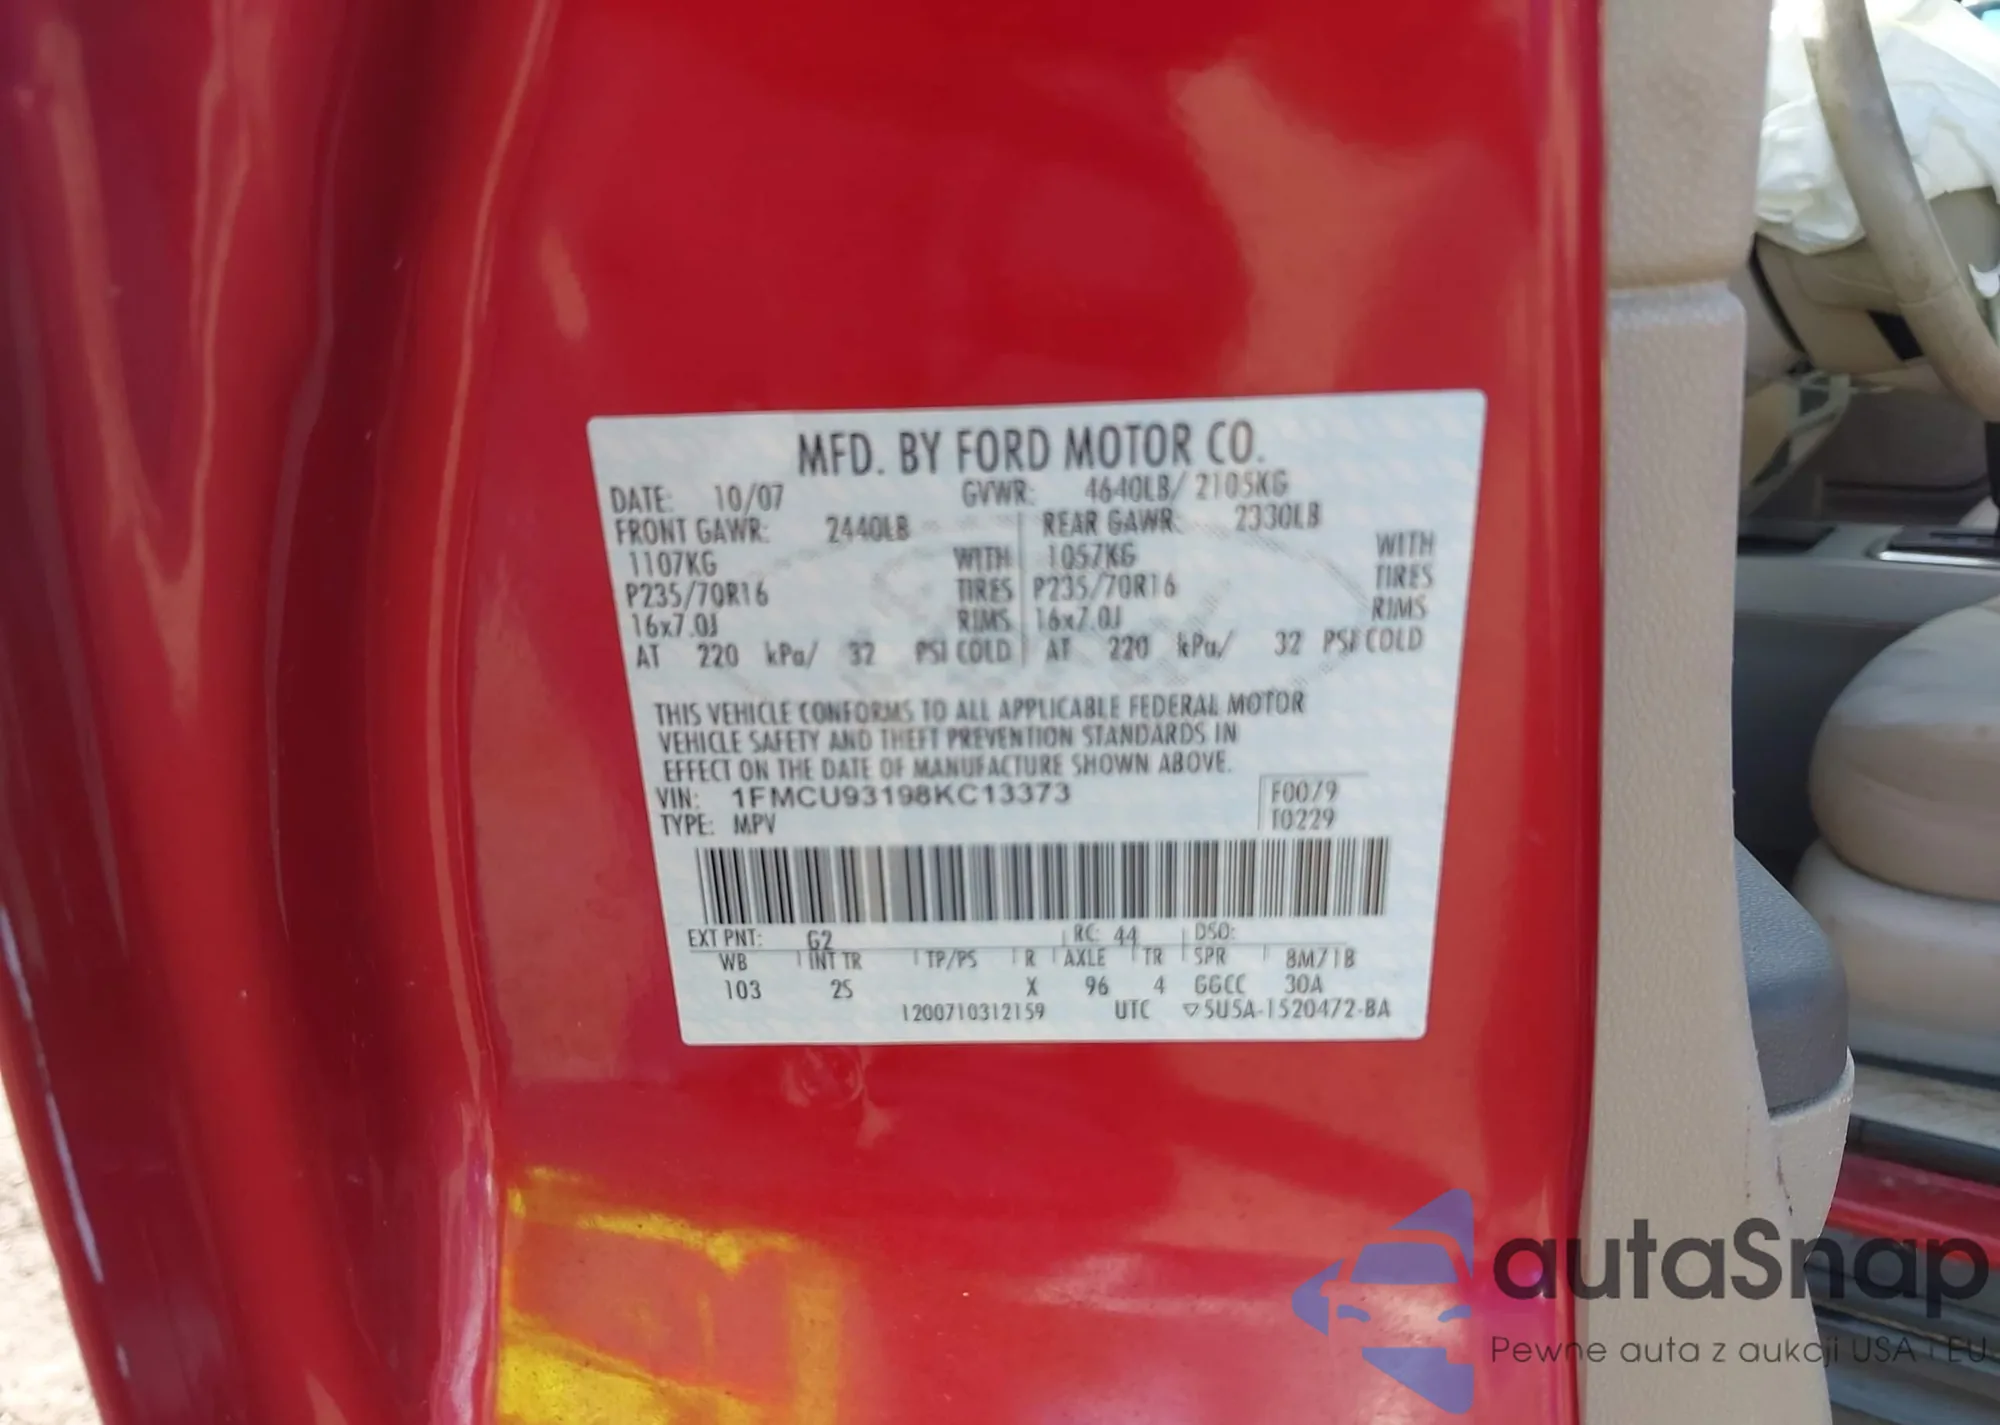 MFD. BY FORD MOTOR CO.
DATE: 10/07 GVWR: 4640LB/ 2105KG
FRONT GAWR: 2440LB REAR GAWR: 2330LB
1107KG WITH 1057KG WITH
P235/70R16 TIRES P235/70R16 TIRES
16x7.0J RIMS 16x7.0J RIMS
AT 220 kPa/ 32 PSI COLD AT 220 kPa/ 32 PSI COLD
THIS VEHICLE CONFORMS TO ALL APPLICABLE FEDERAL MOTOR
VEHICLE SAFETY AND THEFT PREVENTION STANDARDS IN
EFFECT ON THE DATE OF MANUFACTURE SHOWN ABOVE.
VIN: 1FMCU93198KC13373 F0079
TYPE: MPV T0229
EXT PNT: G2 RC: 44 DSO:
WB INT TR TP/PS R AXLE TR SPR 8M71B
103 2S X 96 4 GGCC 30A
1200710312159 UTC ▽5U5A-1520472-BA
autaSnap
Pewne auta z aukcji USA i EU